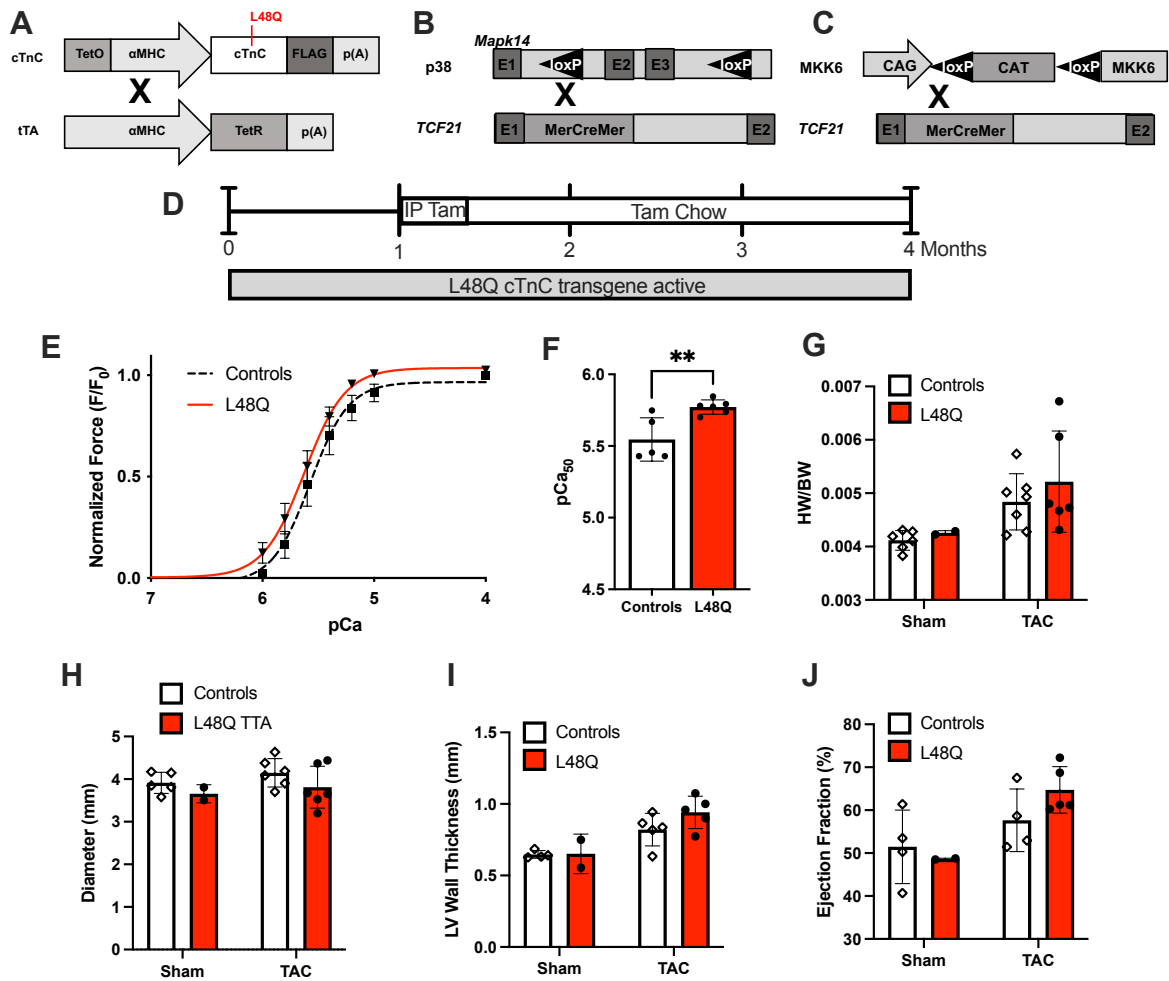 A
L48Q
cTnC
TetO
αMHC
cTnC
FLAG
p(A)
X
tTA
αMHC
TetR
p(A)
B
Mapk14
p38
E1
oxP
E2
E3
oxP
X
TCF21
E1
MerCreMer
E2
C
MKK6
CAG
oxP
CAT
oxP
MKK6
X
TCF21
E1
MerCreMer
E2
D
IP Tam
Tam Chow
0
1
2
3
4 Months
L48Q cTnC transgene active
E
Controls
L48Q
Normalized Force (F/F0)
1.0
0.5
0.0
7
6
5
4
pCa
F
**
pCa50
6.0
5.5
5.0
4.5
Controls
L48Q
G
Controls
L48Q
HW/BW
0.007
0.006
0.005
0.004
0.003
Sham
TAC
H
Controls
L48Q TTA
Diameter (mm)
5
4
3
2
1
0
Sham
TAC
I
Controls
L48Q
LV Wall Thickness (mm)
1.5
1.0
0.5
0.0
Sham
TAC
J
Controls
L48Q
Ejection Fraction (%)
80
70
60
50
40
30
Sham
TAC